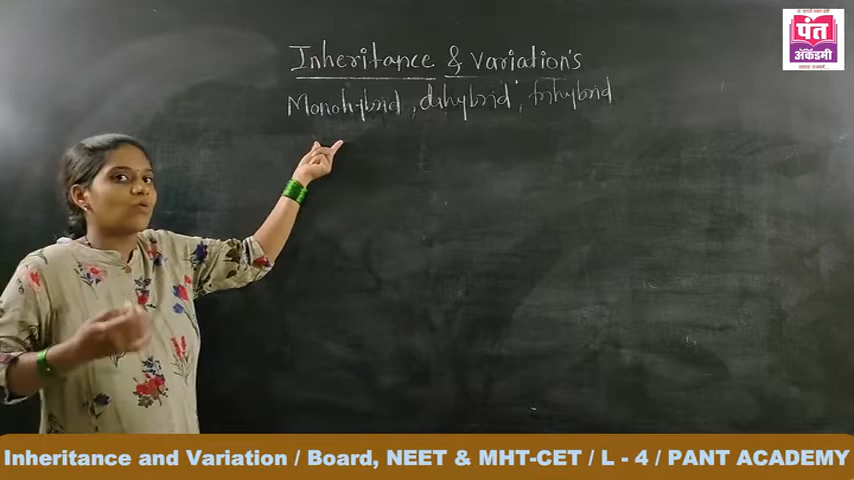 Inheritance & Variation's
Monohybrid, dihybrid, trihybrid
पंत
अ‍ॅकॅडमी
Inheritance and Variation / Board, NEET & MHT-CET / L - 4 / PANT ACADEMY